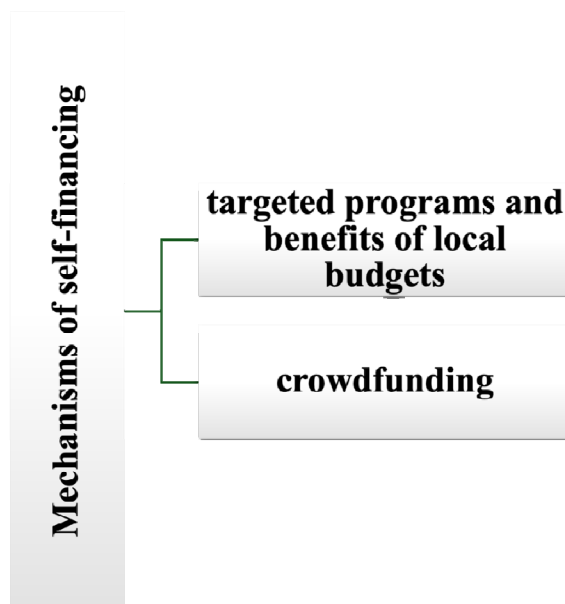 Mechanisms of self-financing
targeted programs and
benefits of local
budgets
crowdfunding